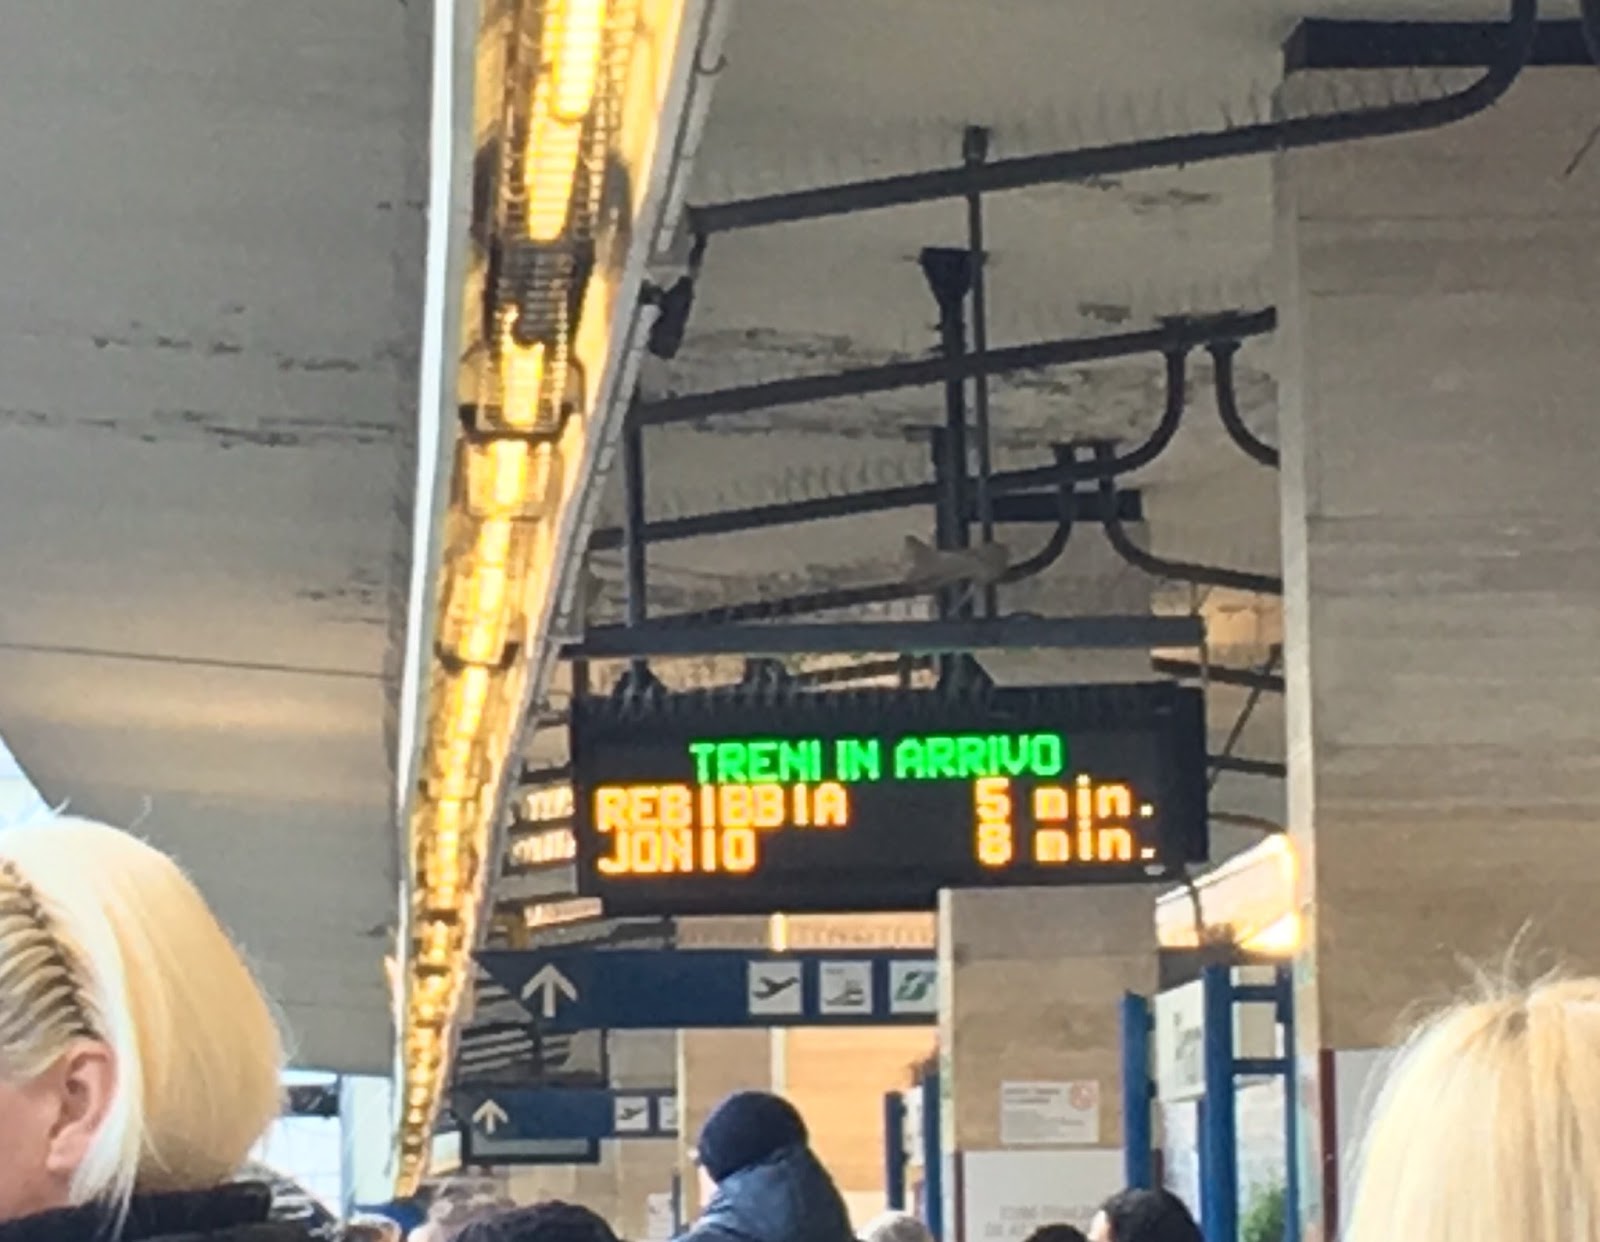 TRENI IN ARRIVO
REBIBBIA 5 min.
JONIO 8 min.